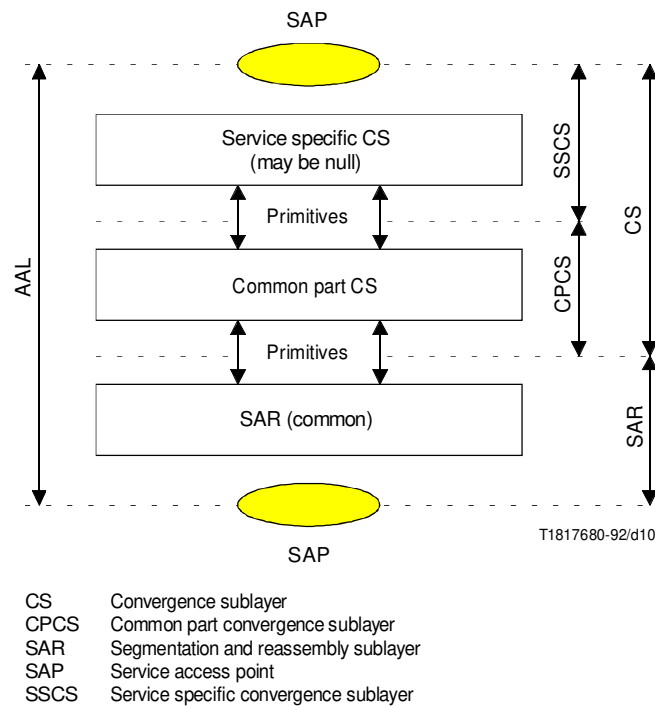 SAP
Service specific CS
(may be null)
SSCS
Primitives
CS
AAL
Common part CS
CPCS
Primitives
SAR (common)
SAR
SAP
T1817680-92/d10
CS Convergence sublayer
CPCS Common part convergence sublayer
SAR Segmentation and reassembly sublayer
SAP Service access point
SSCS Service specific convergence sublayer